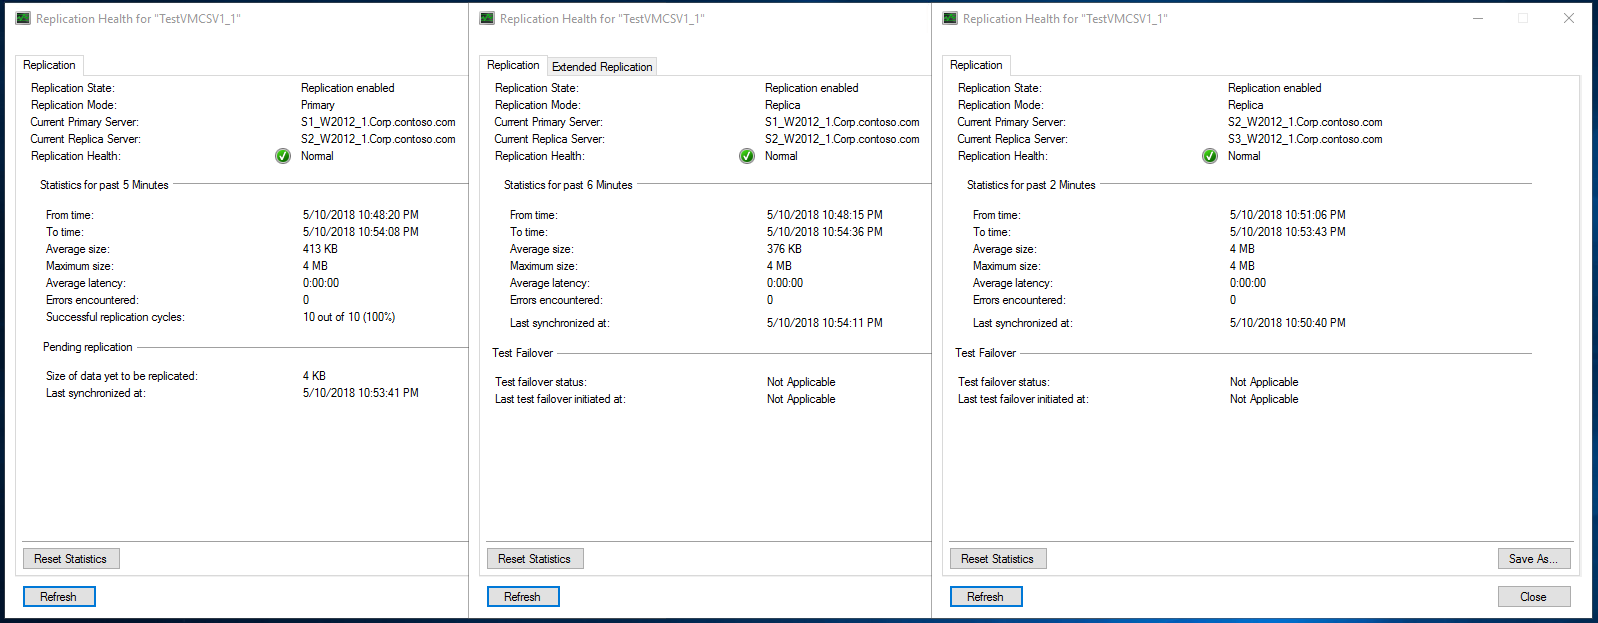 Replication Health for "TestVMCSV1_1"
Replication
Replication State: Replication enabled
Replication Mode: Primary
Current Primary Server: S1_W2012_1.Corp.contoso.com
Current Replica Server: S2_W2012_1.Corp.contoso.com
Replication Health: Normal
Statistics for past 5 Minutes
From time: 5/10/2018 10:48:20 PM
To time: 5/10/2018 10:54:08 PM
Average size: 413 KB
Maximum size: 4 MB
Average latency: 0:00:00
Errors encountered: 0
Successful replication cycles: 10 out of 10 (100%)
Pending replication
Size of data yet to be replicated: 4 KB
Last synchronized at: 5/10/2018 10:53:41 PM
Reset Statistics
Refresh
Replication Health for "TestVMCSV1_1"
Replication Extended Replication
Replication State: Replication enabled
Replication Mode: Replica
Current Primary Server: S1_W2012_1.Corp.contoso.com
Current Replica Server: S2_W2012_1.Corp.contoso.com
Replication Health: Normal
Statistics for past 6 Minutes
From time: 5/10/2018 10:48:15 PM
To time: 5/10/2018 10:54:36 PM
Average size: 376 KB
Maximum size: 4 MB
Average latency: 0:00:00
Errors encountered: 0
Last synchronized at: 5/10/2018 10:54:11 PM
Test Failover
Test failover status: Not Applicable
Last test failover initiated at: Not Applicable
Reset Statistics
Refresh
Replication Health for "TestVMCSV1_1"
Replication
Replication State: Replication enabled
Replication Mode: Replica
Current Primary Server: S2_W2012_1.Corp.contoso.com
Current Replica Server: S3_W2012_1.Corp.contoso.com
Replication Health: Normal
Statistics for past 2 Minutes
From time: 5/10/2018 10:51:06 PM
To time: 5/10/2018 10:53:43 PM
Average size: 4 MB
Maximum size: 4 MB
Average latency: 0:00:00
Errors encountered: 0
Last synchronized at: 5/10/2018 10:50:40 PM
Test Failover
Test failover status: Not Applicable
Last test failover initiated at: Not Applicable
Reset Statistics Save As...
Refresh Close